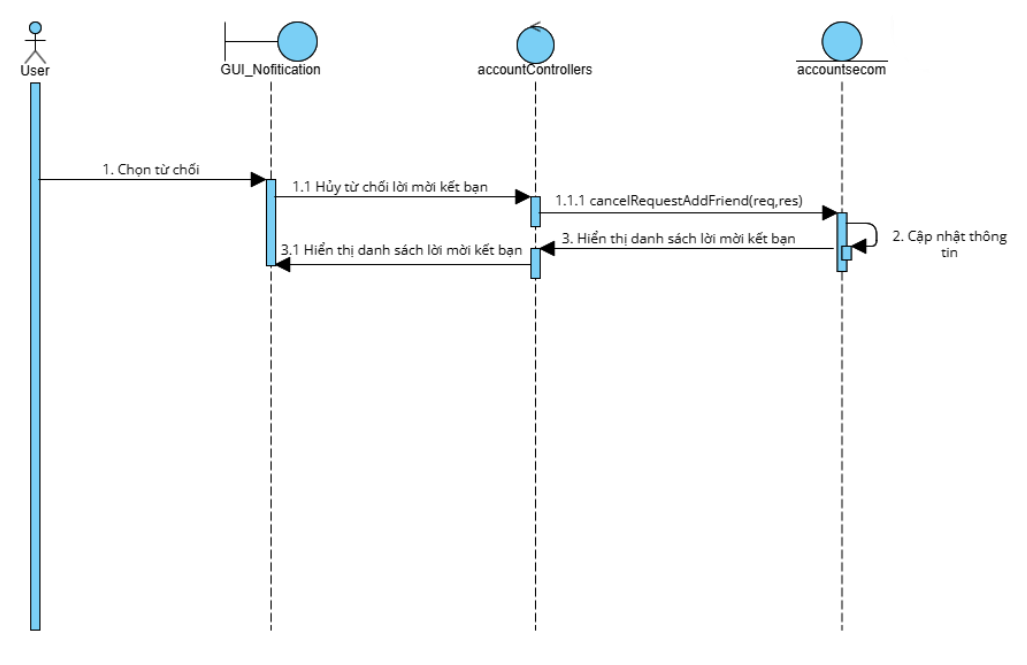 User
GUI_Nofitication
accountControllers
accountsecom
1. Chọn từ chối
1.1 Hủy từ chối lời mời kết bạn
1.1.1 cancelRequestAddFriend(req,res)
2. Cập nhật thông
tin
3. Hiển thị danh sách lời mời kết bạn
3.1 Hiển thị danh sách lời mời kết bạn